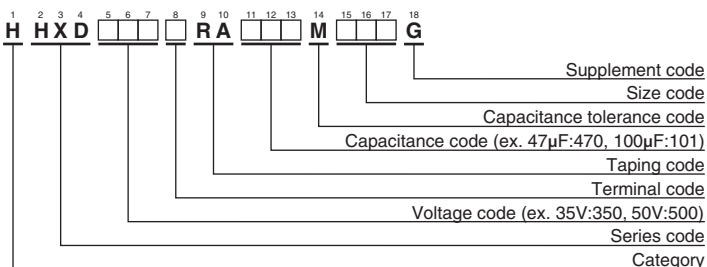 1 2 3 4 5 6 7 8 9 10 11 12 13 14 15 16 17 18
H HXD □□□ □ RA □□□ M □□□ G
Supplement code
Size code
Capacitance tolerance code
Capacitance code (ex. 47μF:470, 100μF:101)
Taping code
Terminal code
Voltage code (ex. 35V:350, 50V:500)
Series code
Category